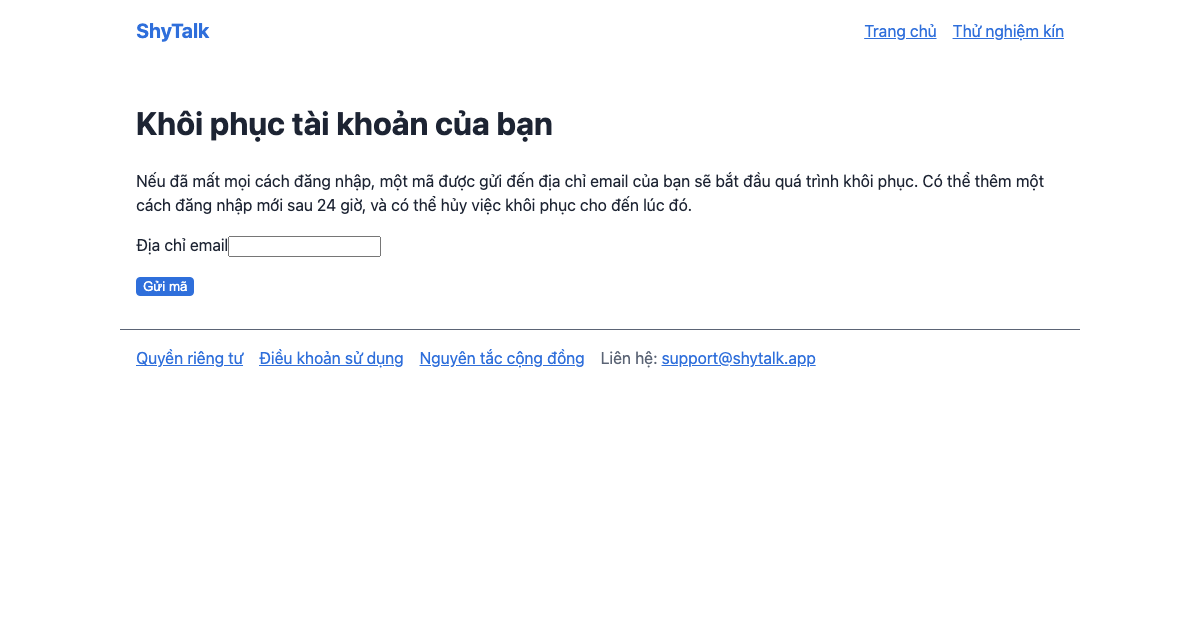 ShyTalk
Trang chủ Thử nghiệm kín
Khôi phục tài khoản của bạn
Nếu đã mất mọi cách đăng nhập, một mã được gửi đến địa chỉ email của bạn sẽ bắt đầu quá trình khôi phục. Có thể thêm một
cách đăng nhập mới sau 24 giờ, và có thể hủy việc khôi phục cho đến lúc đó.
Địa chỉ email
Gửi mã
Quyền riêng tư Điều khoản sử dụng Nguyên tắc cộng đồng Liên hệ: support@shytalk.app